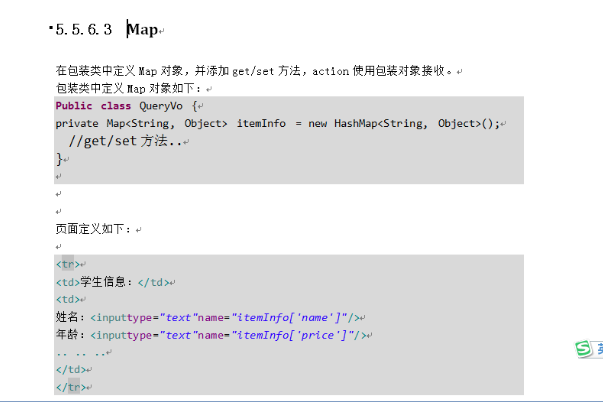 5.5.6.3 Map
在包装类中定义 Map 对象，并添加 get/set 方法，action 使用包装对象接收。
包装类中定义 Map 对象如下：
Public class QueryVo {
private Map<String, Object> itemInfo = new HashMap<String, Object>();
//get/set 方法..
}
页面定义如下：
<tr>
<td>学生信息：</td>
<td>
姓名：<inputtype="text"name="itemInfo['name']"/>
年龄：<inputtype="text"name="itemInfo['price']"/>
.. .. ..
</td>
</tr>